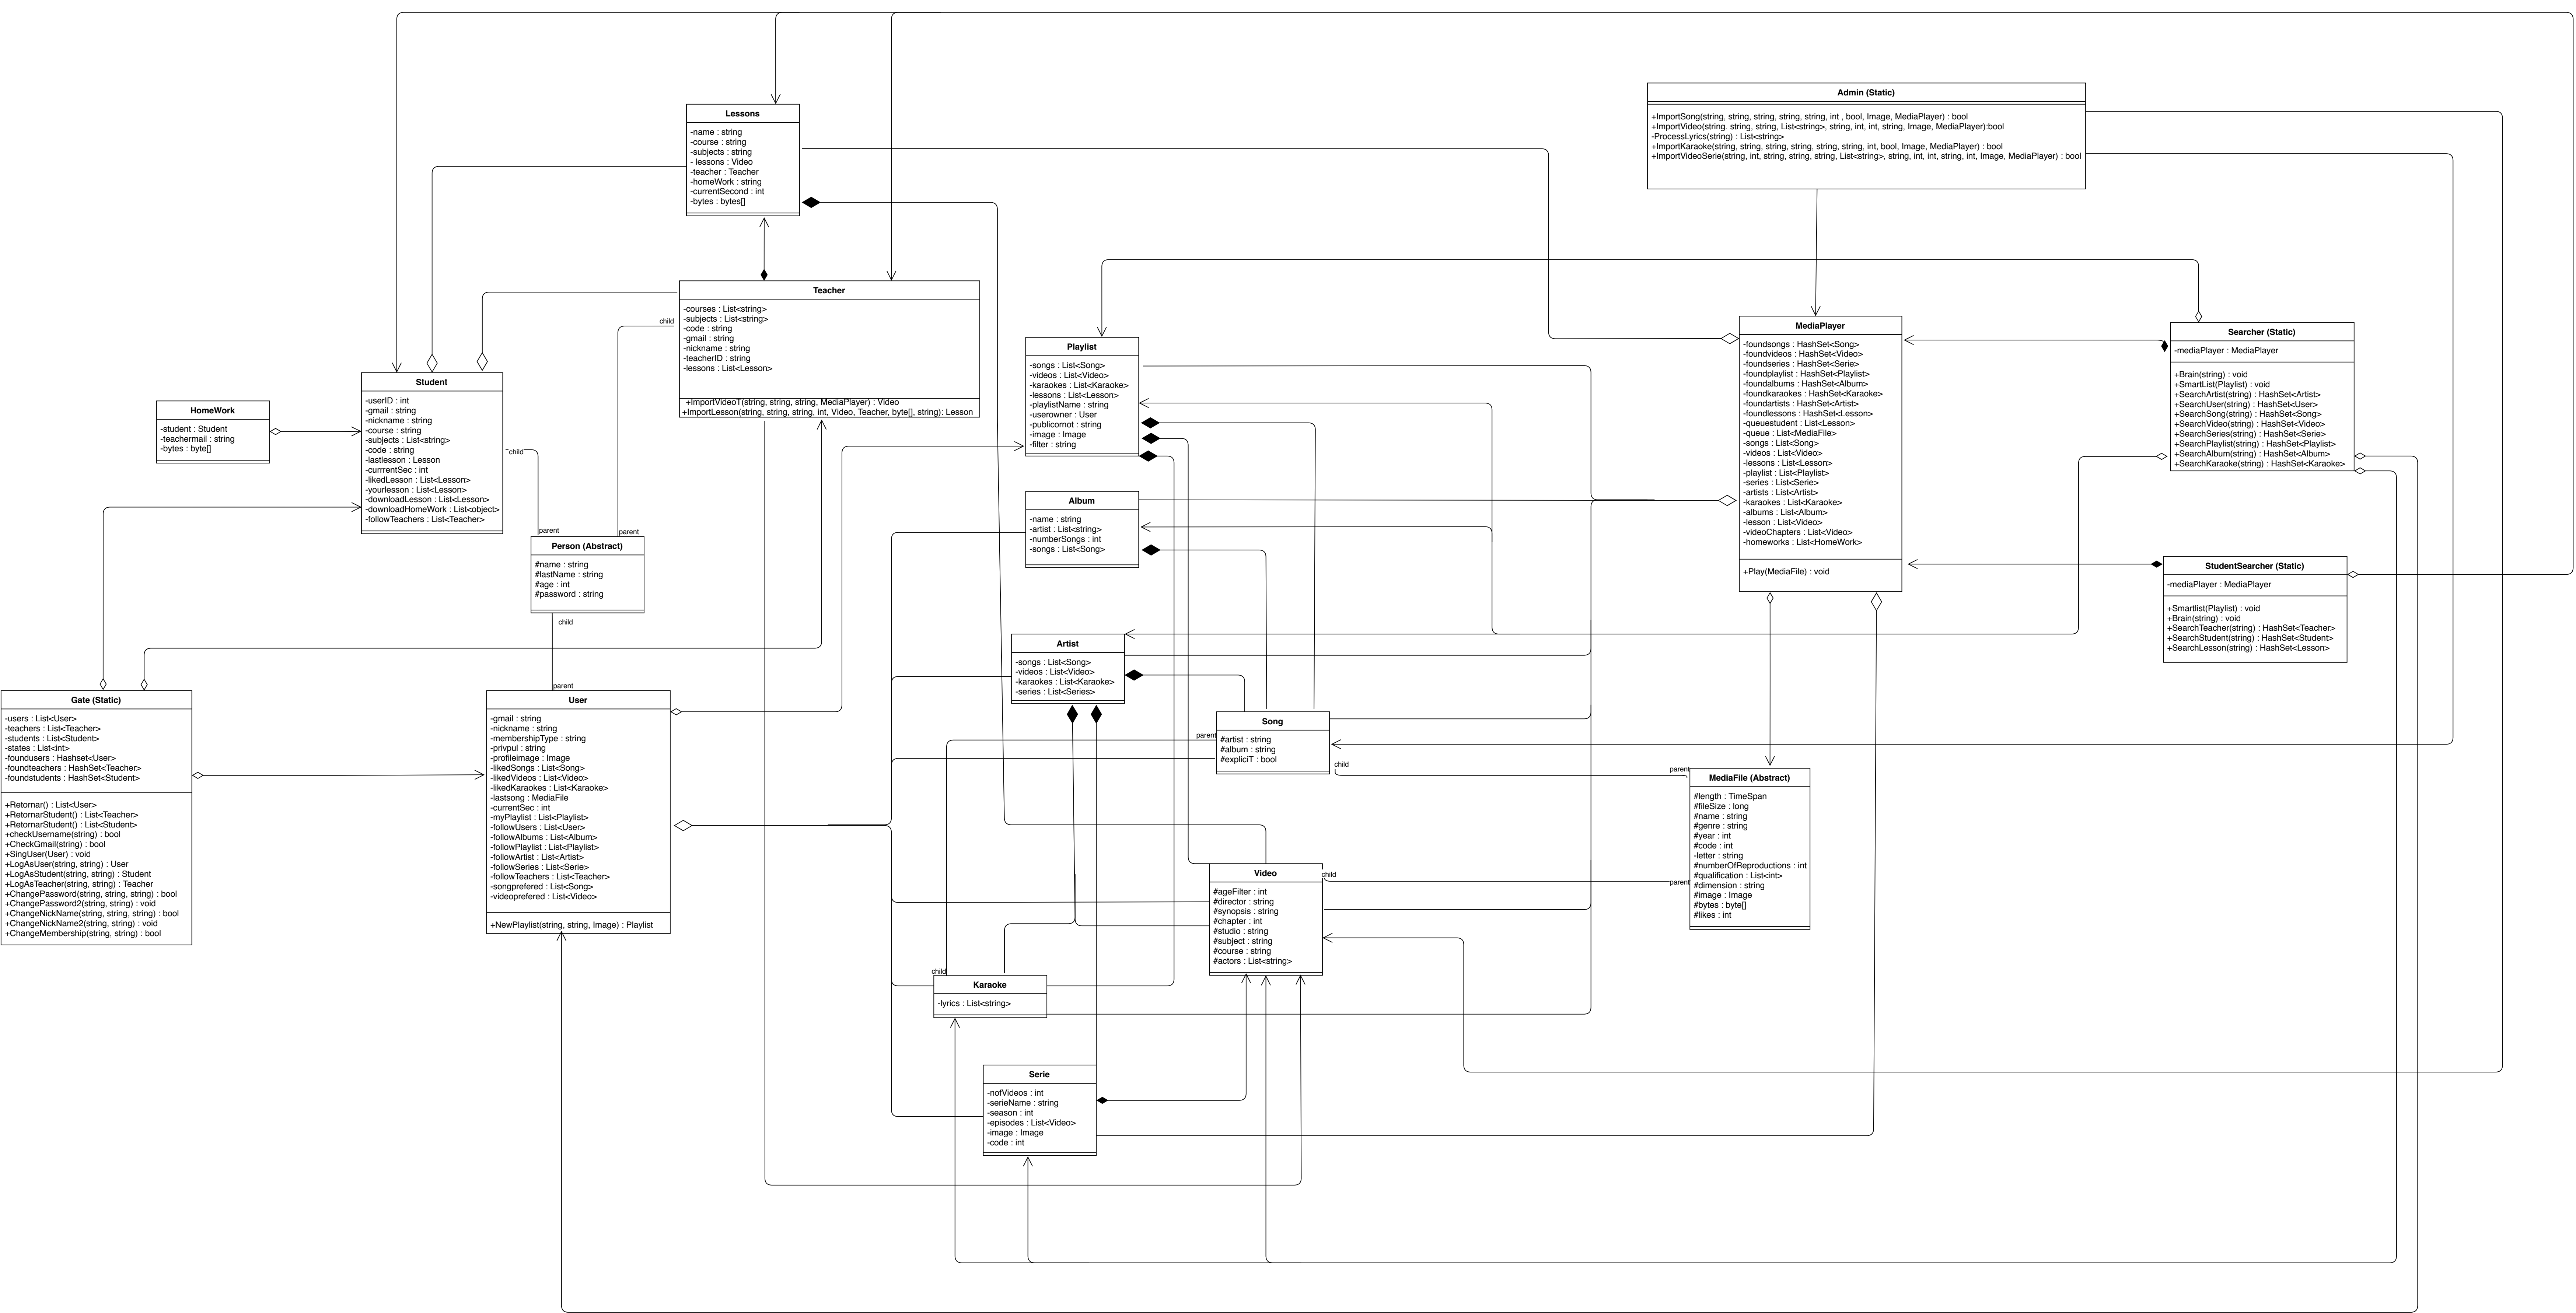 Admin (Static)
+ImportSong(string, string, string, string, string, int , bool, Image, MediaPlayer) : bool
+ImportVideo(string. string, string, List<string>, string, int, int, string, Image, MediaPlayer):bool
-ProcessLyrics(string) : List<string>
+ImportKaraoke(string, string, string, string, string, string, int, bool, Image, MediaPlayer) : bool
+ImportVideoSerie(string, int, string, string, string, List<string>, string, int, int, string, int, Image, MediaPlayer) : bool
Lessons
-name : string
-course : string
-subjects : string
- lessons : Video
-teacher : Teacher
-homeWork : string
-currentSecond : int
-bytes : bytes[]
Teacher
-courses : List<string>
-subjects : List<string>
-code : string
-gmail : string
-nickname : string
-teacherID : string
-lessons : List<Lesson>
+ImportVideoT(string, string, string, MediaPlayer) : Video
+ImportLesson(string, string, string, int, Video, Teacher, byte[], string): Lesson
child
Student
-userID : int
-gmail : string
-nickname : string
-course : string
-subjects : List<string>
-code : string
-lastlesson : Lesson
-currrentSec : int
-likedLesson : List<Lesson>
-yourlesson : List<Lesson>
-downloadLesson : List<Lesson>
-downloadHomeWork : List<object>
-followTeachers : List<Teacher>
child
HomeWork
-student : Student
-teachermail : string
-bytes : byte[]
parent
parent
Person (Abstract)
#name : string
#lastName : string
#age : int
#password : string
child
parent
Playlist
-songs : List<Song>
-videos : List<Video>
-karaokes : List<Karaoke>
-lessons : List<Lesson>
-playlistName : string
-userowner : User
-publicornot : string
-image : Image
-filter : string
Album
-name : string
-artist : List<string>
-numberSongs : int
-songs : List<Song>
Artist
-songs : List<Song>
-videos : List<Video>
-karaokes : List<Karaoke>
-series : List<Series>
MediaPlayer
-foundsongs : HashSet<Song>
-foundvideos : HashSet<Video>
-foundseries : HashSet<Serie>
-foundplaylist : HashSet<Playlist>
-foundalbums : HashSet<Album>
-foundkaraokes : HashSet<Karaoke>
-foundartists : HashSet<Artist>
-foundlessons : HashSet<Lesson>
-queuestudent : List<Lesson>
-queue : List<MediaFile>
-songs : List<Song>
-videos : List<Video>
-lessons : List<Lesson>
-playlist : List<Playlist>
-series : List<Serie>
-artists : List<Artist>
-karaokes : List<Karaoke>
-albums : List<Album>
-lesson : List<Video>
-videoChapters : List<Video>
-homeworks : List<HomeWork>
+Play(MediaFile) : void
Searcher (Static)
-mediaPlayer : MediaPlayer
+Brain(string) : void
+SmartList(Playlist) : void
+SearchArtist(string) : HashSet<Artist>
+SearchUser(string) : HashSet<User>
+SearchSong(string) : HashSet<Song>
+SearchVideo(string) : HashSet<Video>
+SearchSeries(string) : HashSet<Serie>
+SearchPlaylist(string) : HashSet<Playlist>
+SearchAlbum(string) : HashSet<Album>
+SearchKaraoke(string) : HashSet<Karaoke>
StudentSearcher (Static)
-mediaPlayer : MediaPlayer
+Smartlist(Playlist) : void
+Brain(string) : void
+SearchTeacher(string) : HashSet<Teacher>
+SearchStudent(string) : HashSet<Student>
+SearchLesson(string) : HashSet<Lesson>
Gate (Static)
-users : List<User>
-teachers : List<Teacher>
-students : List<Student>
-states : List<int>
-foundusers : Hashset<User>
-foundteachers : HashSet<Teacher>
-foundstudents : HashSet<Student>
+Retornar() : List<User>
+RetornarStudent() : List<Teacher>
+RetornarStudent() : List<Student>
+checkUsername(string) : bool
+CheckGmail(string) : bool
+SingUser(User) : void
+LogAsUser(string, string) : User
+LogAsStudent(string, string) : Student
+LogAsTeacher(string, string) : Teacher
+ChangePassword(string, string, string) : bool
+ChangePassword2(string, string) : void
+ChangeNickName(string, string, string) : bool
+ChangeNickName2(string, string) : void
+ChangeMembership(string, string) : bool
User
-gmail : string
-nickname : string
-membershipType : string
-privpul : string
-profileimage : Image
-likedSongs : List<Song>
-likedVideos : List<Video>
-likedKaraokes : List<Karaoke>
-lastsong : MediaFile
-currentSec : int
-myPlaylist : List<Playlist>
-followUsers : List<User>
-followAlbums : List<Album>
-followPlaylist : List<Playlist>
-followArtist : List<Artist>
-followSeries : List<Serie>
-followTeachers : List<Teacher>
-songprefered : List<Song>
-videoprefered : List<Video>
+NewPlaylist(string, string, Image) : Playlist
parent
Song
#artist : string
#album : string
#expliciT : bool
child
parent
MediaFile (Abstract)
#length : TimeSpan
#fileSize : long
#name : string
#genre : string
#year : int
#code : int
-letter : string
#numberOfReproductions : int
#qualification : List<int>
#dimension : string
#image : Image
#bytes : byte[]
#likes : int
parent
child
Video
#ageFilter : int
#director : string
#synopsis : string
#chapter : int
#studio : string
#subject : string
#course : string
#actors : List<string>
child
Karaoke
-lyrics : List<string>
Serie
-nofVideos : int
-serieName : string
-season : int
-episodes : List<Video>
-image : Image
-code : int